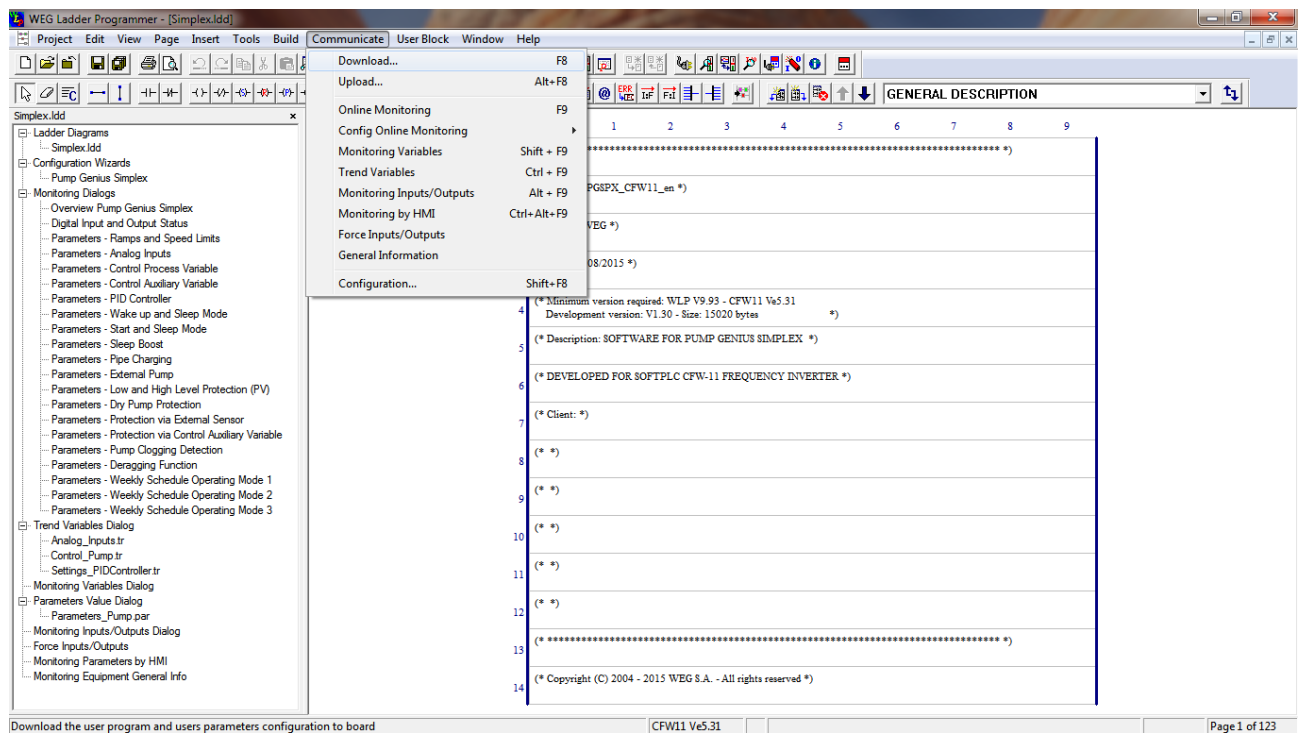 WEG Ladder Programmer - [Simplex.ldd]
Project Edit View Page Insert Tools Build Communicate User Block Window Help
GENERAL DESCRIPTION
Download... F8
Upload... Alt+F8
Online Monitoring F9
Config Online Monitoring
Monitoring Variables Shift + F9
Trend Variables Ctrl + F9
Monitoring Inputs/Outputs Alt + F9
Monitoring by HMI Ctrl+Alt+F9
Force Inputs/Outputs
General Information
Configuration... Shift+F8
Simplex.ldd
Ladder Diagrams
Simplex.ldd
Configuration Wizards
Pump Genius Simplex
Monitoring Dialogs
Overview Pump Genius Simplex
Digital Input and Output Status
Parameters - Ramps and Speed Limits
Parameters - Analog Inputs
Parameters - Control Process Variable
Parameters - Control Auxiliary Variable
Parameters - PID Controller
Parameters - Wake up and Sleep Mode
Parameters - Start and Sleep Mode
Parameters - Sleep Boost
Parameters - Pipe Charging
Parameters - External Pump
Parameters - Low and High Level Protection (PV)
Parameters - Dry Pump Protection
Parameters - Protection via External Sensor
Parameters - Protection via Control Auxiliary Variable
Parameters - Pump Clogging Detection
Parameters - Deragging Function
Parameters - Weekly Schedule Operating Mode 1
Parameters - Weekly Schedule Operating Mode 2
Parameters - Weekly Schedule Operating Mode 3
Trend Variables Dialog
Analog_Inputs.tr
Control_Pump.tr
Settings_PIDController.tr
Monitoring Variables Dialog
Parameters Value Dialog
Parameters_Pump.par
Monitoring Inputs/Outputs Dialog
Force Inputs/Outputs
Monitoring Parameters by HMI
Monitoring Equipment General Info
1 2 3 4 5 6 7 8 9
*************************************************************************** *)
PGSPX_CFW11_en *)
WEG *)
08/2015 *)
4 (* Minimum version required: WLP V9.93 - CFW11 Ve5.31
Development version: V1.30 - Size: 15020 bytes *)
5 (* Description: SOFTWARE FOR PUMP GENIUS SIMPLEX *)
6 (* DEVELOPED FOR SOFTPLC CFW-11 FREQUENCY INVERTER *)
7 (* Client: *)
8 (* *)
9 (* *)
10 (* *)
11 (* *)
12 (* *)
13 (* ********************************************************************************** *)
14 (* Copyright (C) 2004 - 2015 WEG S.A. - All rights reserved *)
Download the user program and users parameters configuration to board
CFW11 Ve5.31
Page 1 of 123